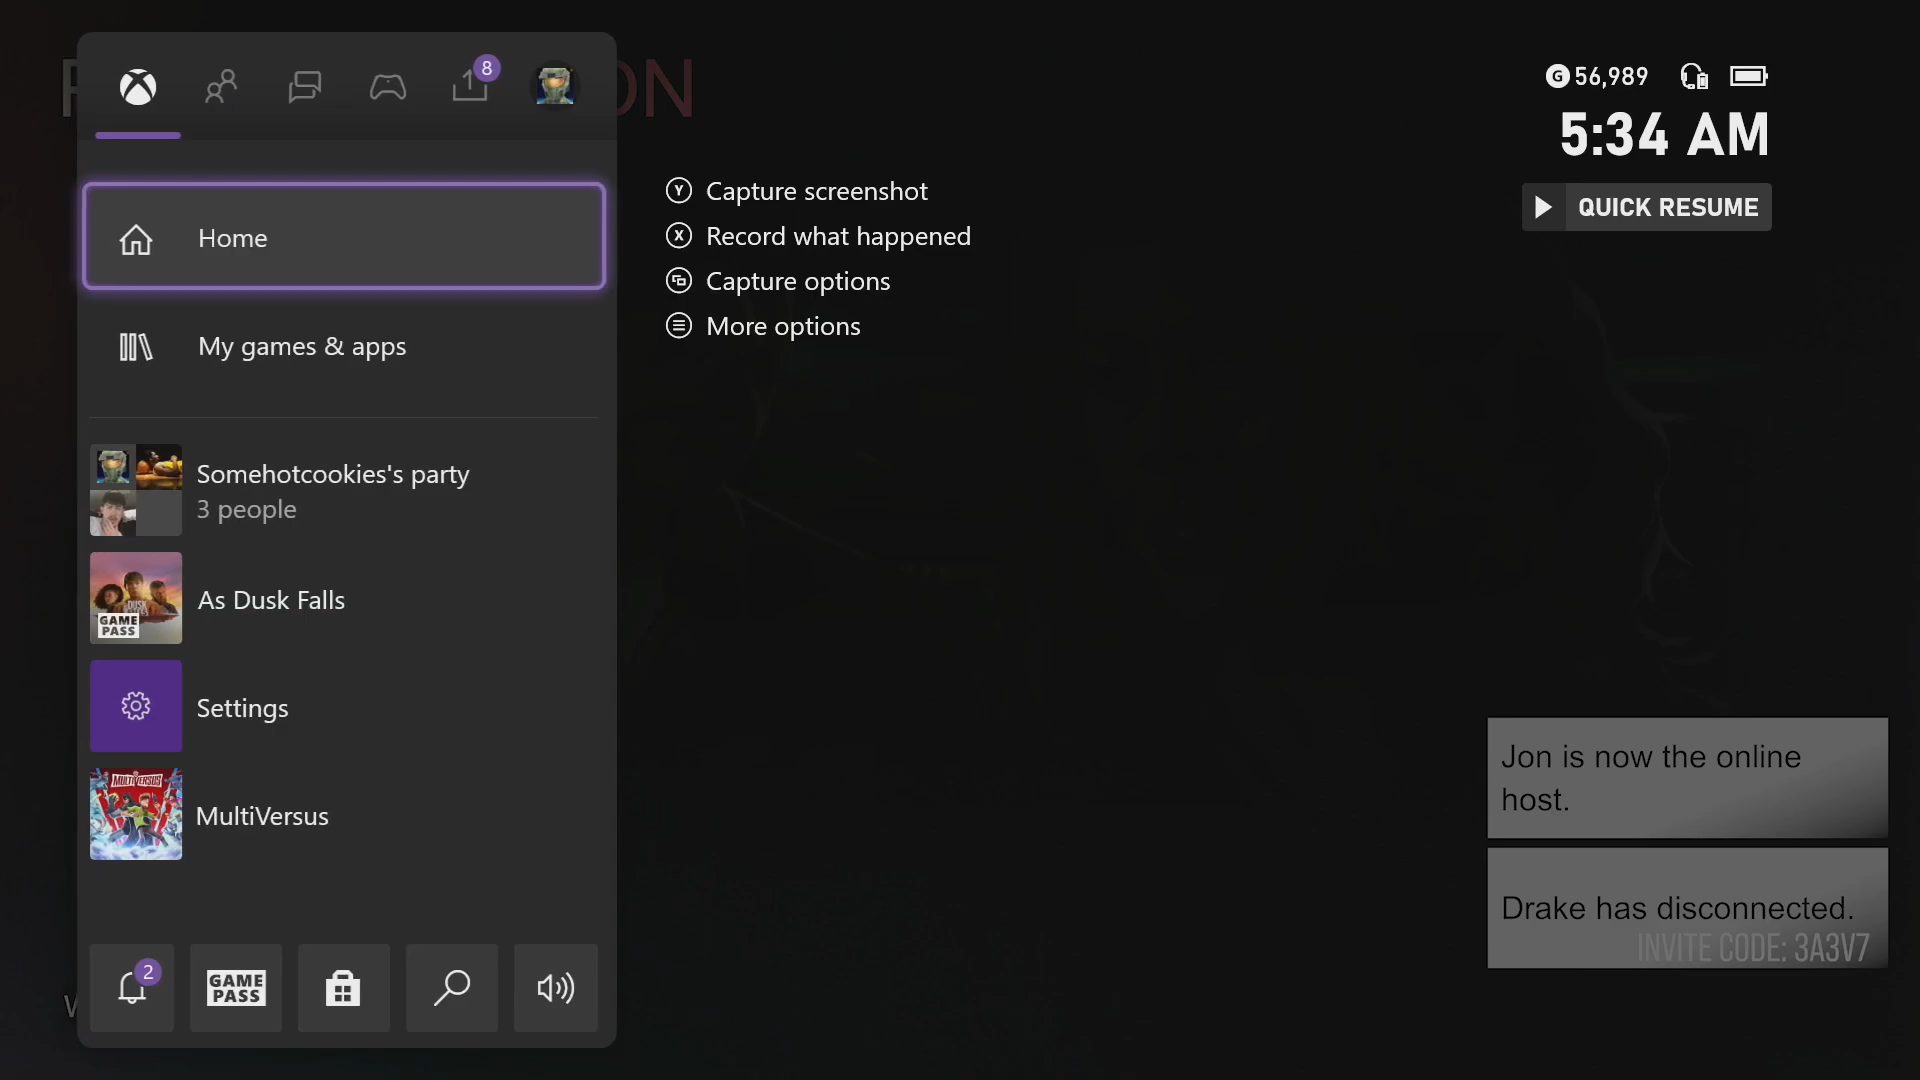 8
Home
My games & apps
Somehotcookies's party
3 people
GAME
PASS
As Dusk Falls
Settings
MULTIVERSUS
MultiVersus
2
GAME
PASS
Y Capture screenshot
X Record what happened
Capture options
More options
ON
G 56,989
5:34 AM
QUICK RESUME
Jon is now the online
host.
Drake has disconnected.
INVITE CODE: 3A3V7